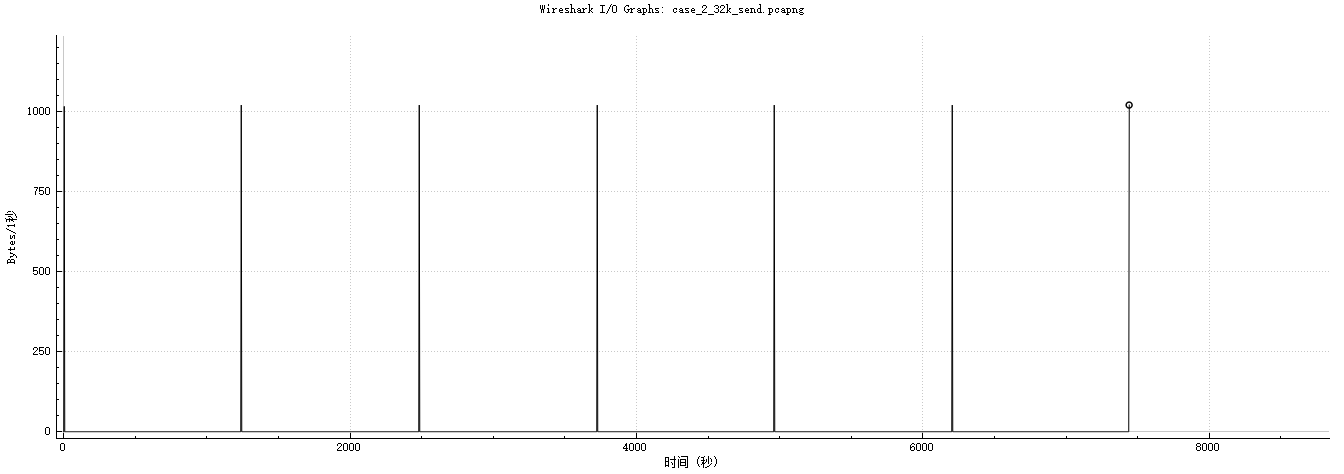 Wireshark I/O Graphs: case_2_32k_send.pcapng
1000
750
500
250
0
Bytes/1秒
0 2000 4000 6000 8000
时间 (秒)